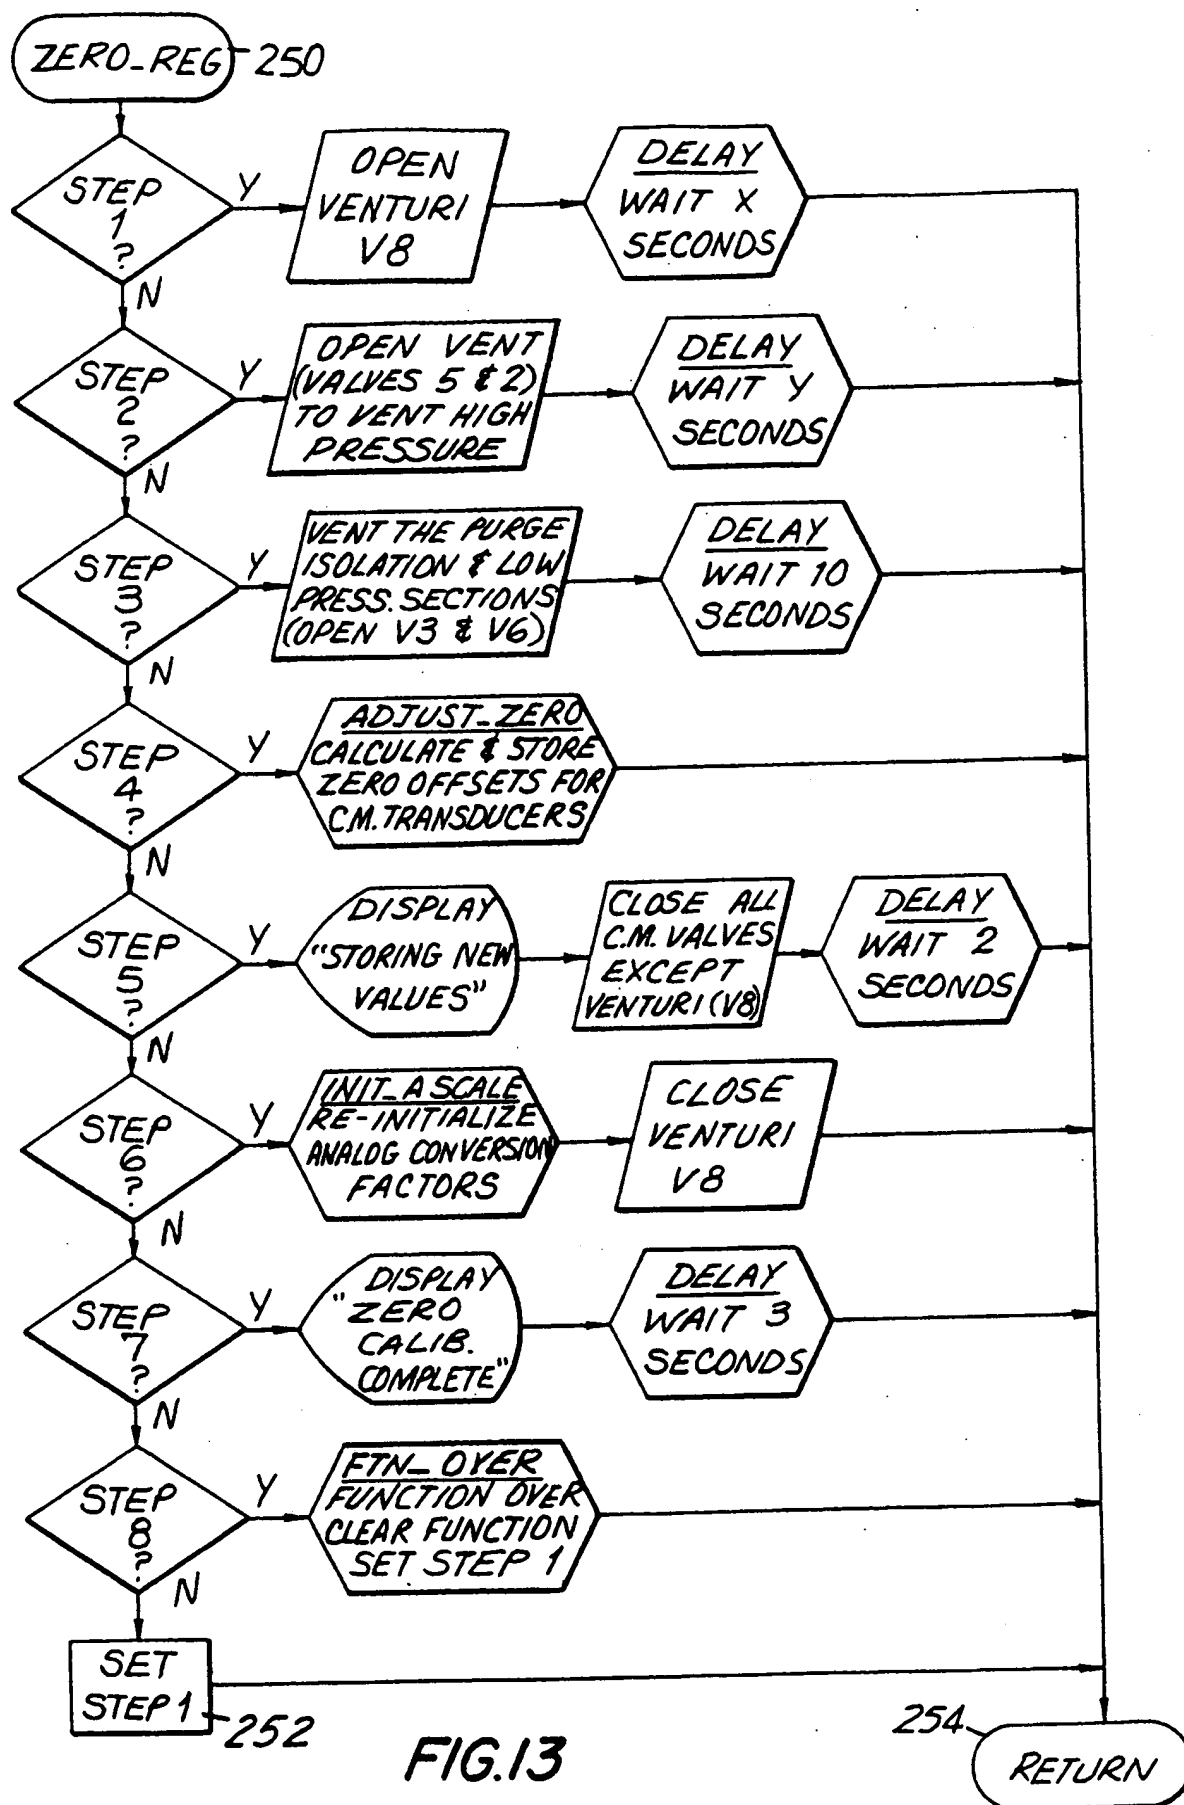 ZERO_REG 250
STEP
1
?
Y
N
OPEN
VENTURI
V8
DELAY
WAIT X
SECONDS
STEP
2
?
Y
N
OPEN VENT
(VALVES 5 & 2)
TO VENT HIGH
PRESSURE
DELAY
WAIT Y
SECONDS
STEP
3
?
Y
N
VENT THE PURGE
ISOLATION & LOW
PRESS. SECTIONS
(OPEN V3 & V6)
DELAY
WAIT 10
SECONDS
STEP
4
?
Y
N
ADJUST_ZERO
CALCULATE & STORE
ZERO OFFSETS FOR
C.M. TRANSDUCERS
STEP
5
?
Y
N
DISPLAY
"STORING NEW
VALUES"
CLOSE ALL
C.M. VALVES
EXCEPT
VENTURI (V8)
DELAY
WAIT 2
SECONDS
STEP
6
?
Y
N
INIT_A SCALE
RE-INITIALIZE
ANALOG CONVERSION
FACTORS
CLOSE
VENTURI
V8
STEP
7
?
Y
N
DISPLAY
"ZERO
CALIB.
COMPLETE"
DELAY
WAIT 3
SECONDS
STEP
8
?
Y
N
FTN_OVER
FUNCTION OVER
CLEAR FUNCTION
SET STEP 1
SET
STEP 1
252
FIG.13
254
RETURN